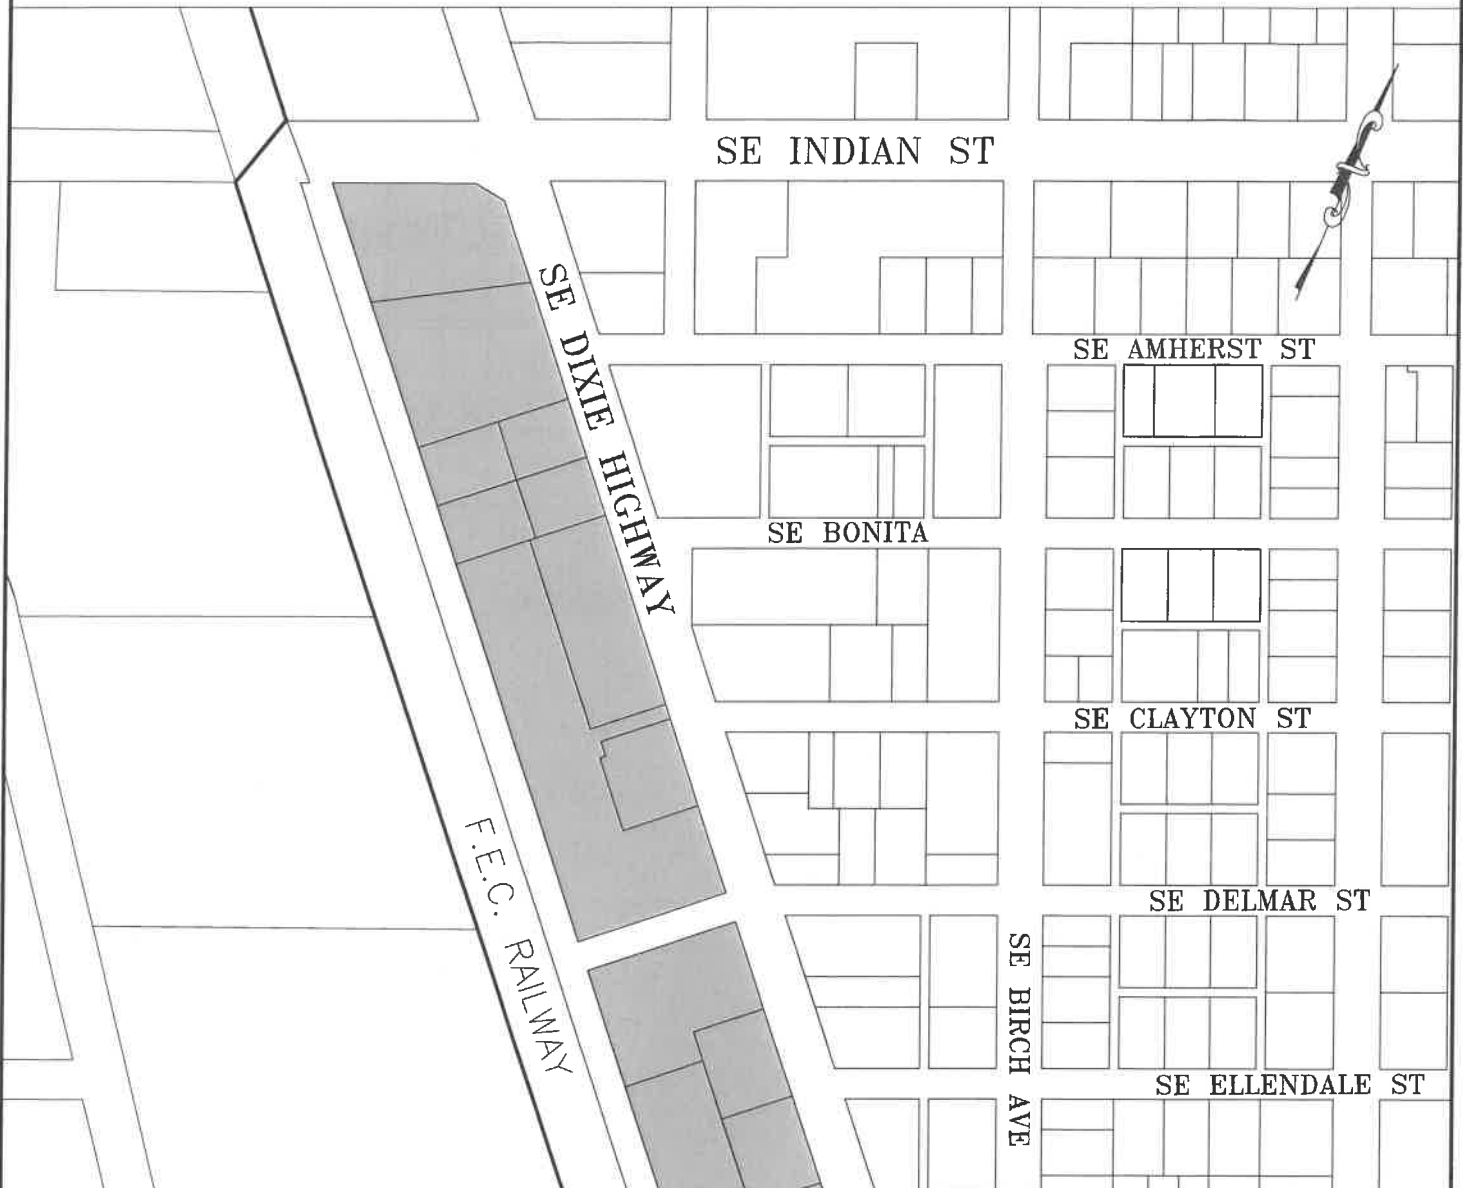 SE INDIAN ST
SE DIXIE HIGHWAY
SE AMHERST ST
SE BONITA
SE CLAYTON ST
F.E.C. RAILWAY
SE DELMAR ST
SE BIRCH AVE
SE ELLENDALE ST